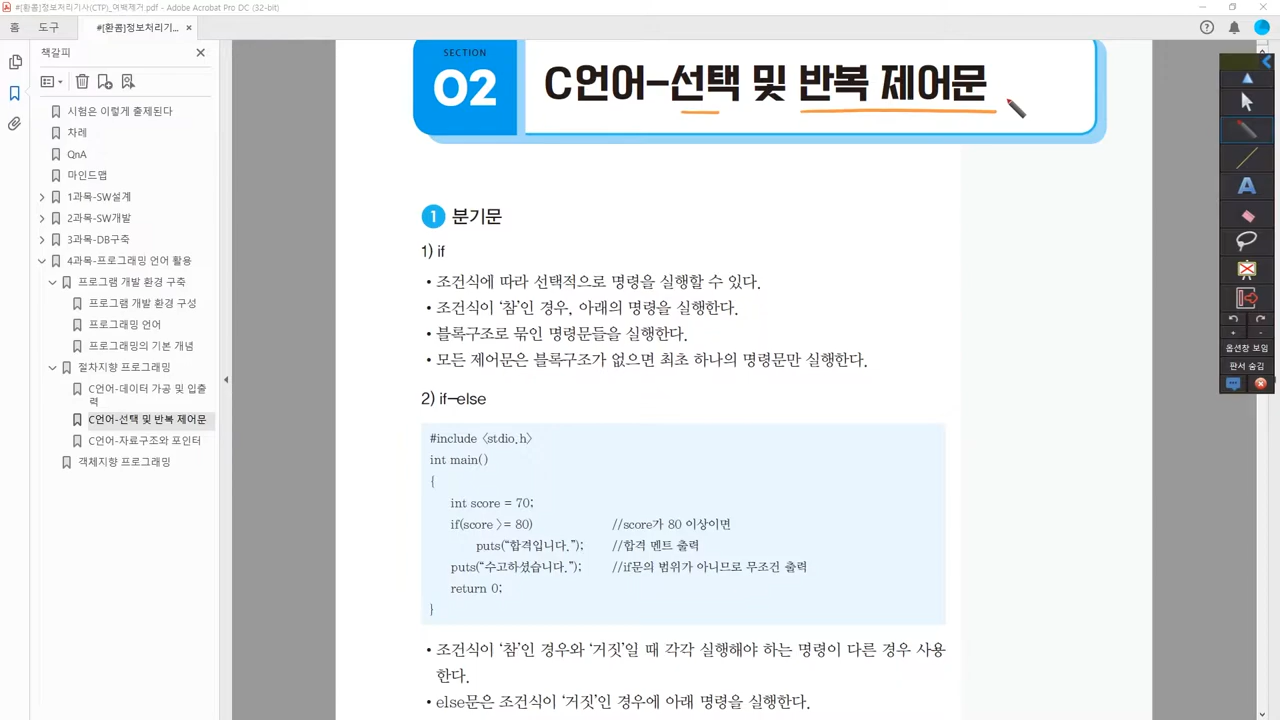 #[환콤]정보처리기사(CTP)_여백제거.pdf - Adobe Acrobat Pro DC (32-bit)
홈 도구 #[환콤]정보처리기... ×
책갈피
시험은 이렇게 출제된다
차례
QnA
마인드맵
1과목-SW설계
2과목-SW개발
3과목-DB구축
4과목-프로그래밍 언어 활용
프로그램 개발 환경 구축
프로그램 개발 환경 구성
프로그래밍 언어
프로그래밍의 기본 개념
절차지향 프로그래밍
C언어-데이터 가공 및 입출
력
C언어-선택 및 반복 제어문
C언어-자료구조와 포인터
객체지향 프로그래밍
SECTION
02
C언어-선택 및 반복 제어문
1 분기문
1) if
• 조건식에 따라 선택적으로 명령을 실행할 수 있다.
• 조건식이 ‘참’인 경우, 아래의 명령을 실행한다.
• 블록구조로 묶인 명령문들을 실행한다.
• 모든 제어문은 블록구조가 없으면 최초 하나의 명령문만 실행한다.
2) if-else
#include <stdio.h>
int main()
{
int score = 70;
if(score >= 80) //score가 80 이상이면
puts(“합격입니다.”); //합격 멘트 출력
puts(“수고하셨습니다.”); //if문의 범위가 아니므로 무조건 출력
return 0;
}
• 조건식이 ‘참’인 경우와 ‘거짓’일 때 각각 실행해야 하는 명령이 다른 경우 사용
한다.
• else문은 조건식이 ‘거짓’인 경우에 아래 명령을 실행한다.
A
+ -
옵션창 보임
판서 숨김